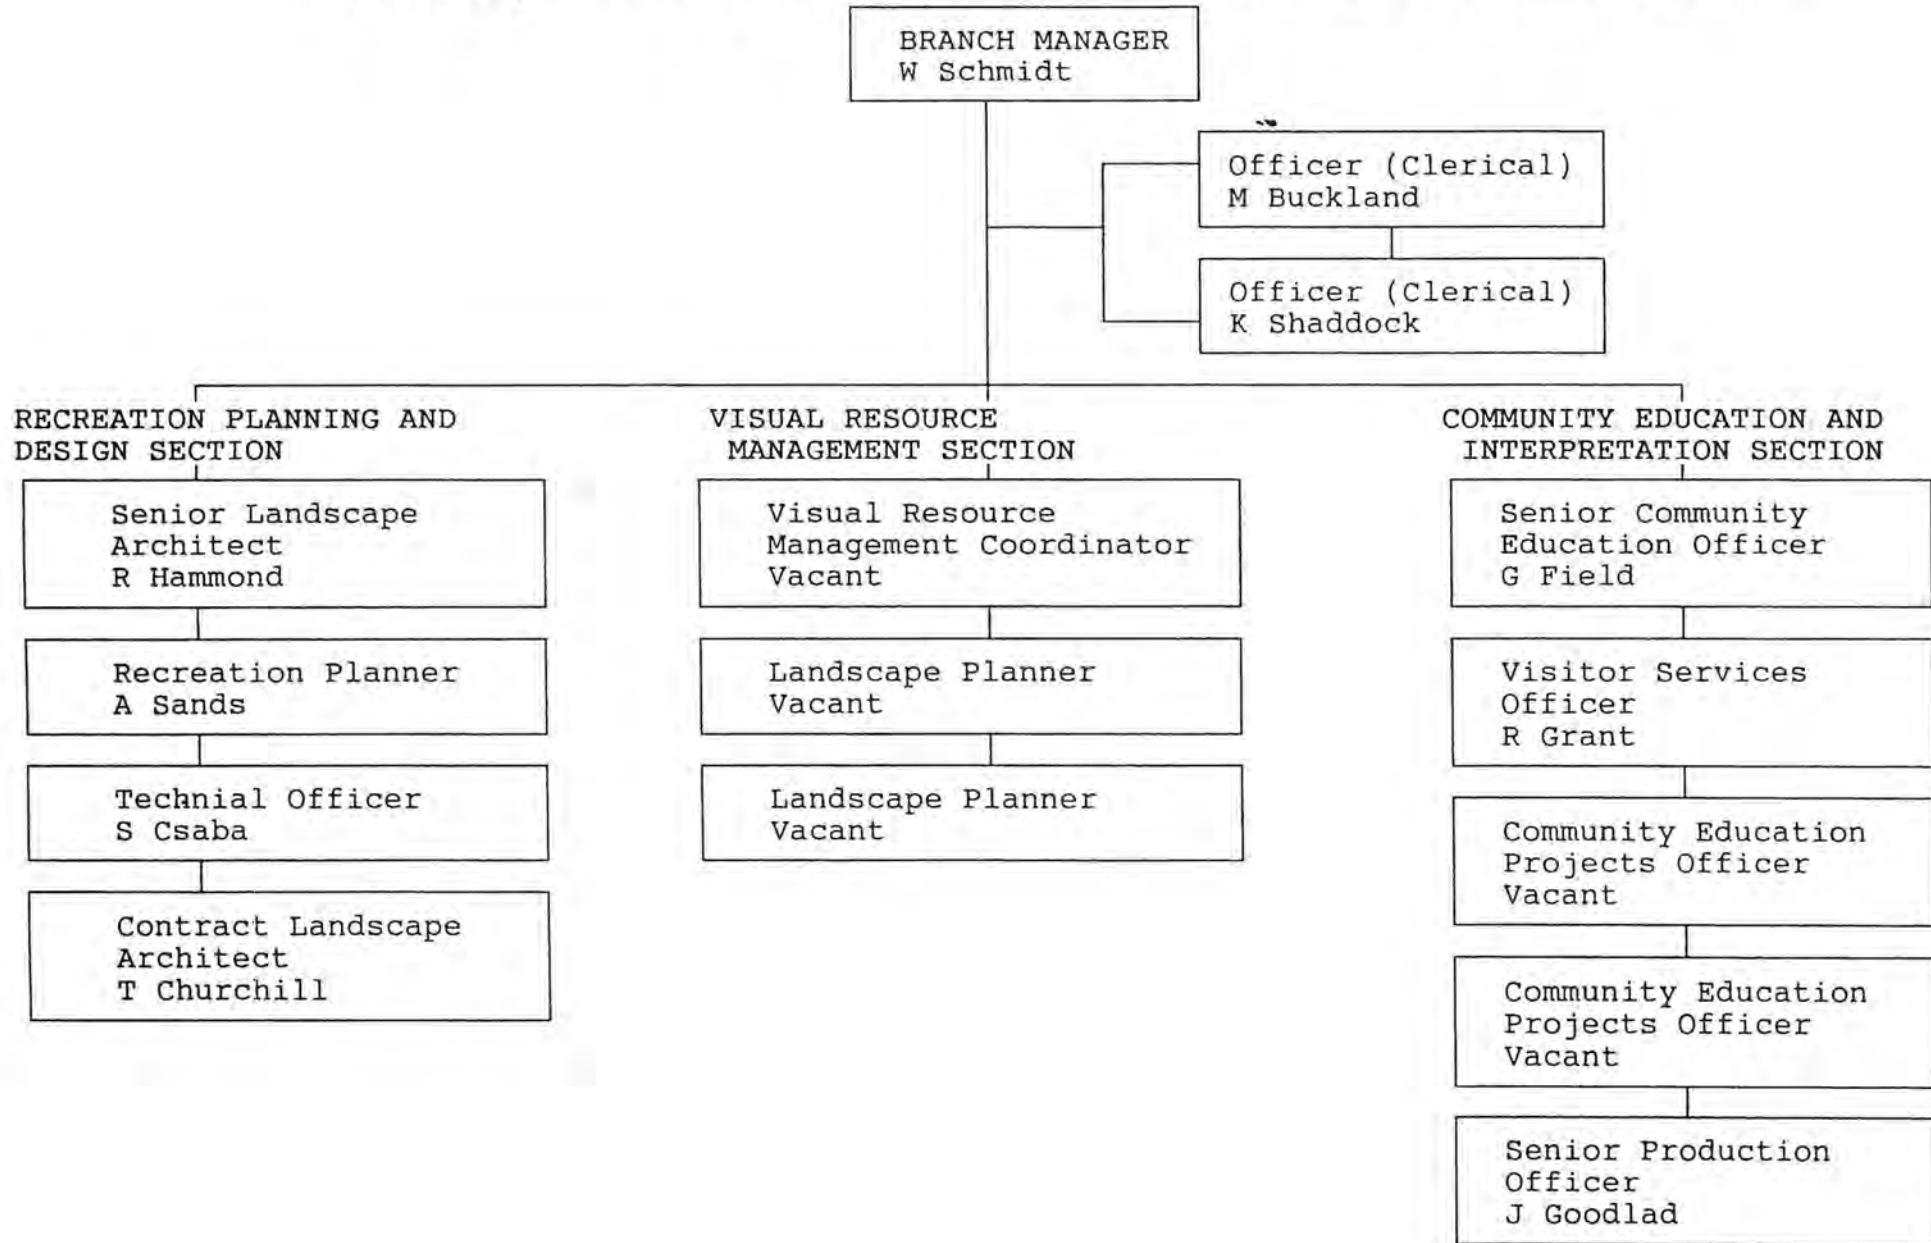 BRANCH MANAGER
W Schmidt
Officer (Clerical)
M Buckland
Officer (Clerical)
K Shaddock
RECREATION PLANNING AND
DESIGN SECTION
Senior Landscape
Architect
R Hammond
Recreation Planner
A Sands
Technial Officer
S Csaba
Contract Landscape
Architect
T Churchill
VISUAL RESOURCE
MANAGEMENT SECTION
Visual Resource
Management Coordinator
Vacant
Landscape Planner
Vacant
Landscape Planner
Vacant
COMMUNITY EDUCATION AND
INTERPRETATION SECTION
Senior Community
Education Officer
G Field
Visitor Services
Officer
R Grant
Community Education
Projects Officer
Vacant
Community Education
Projects Officer
Vacant
Senior Production
Officer
J Goodlad